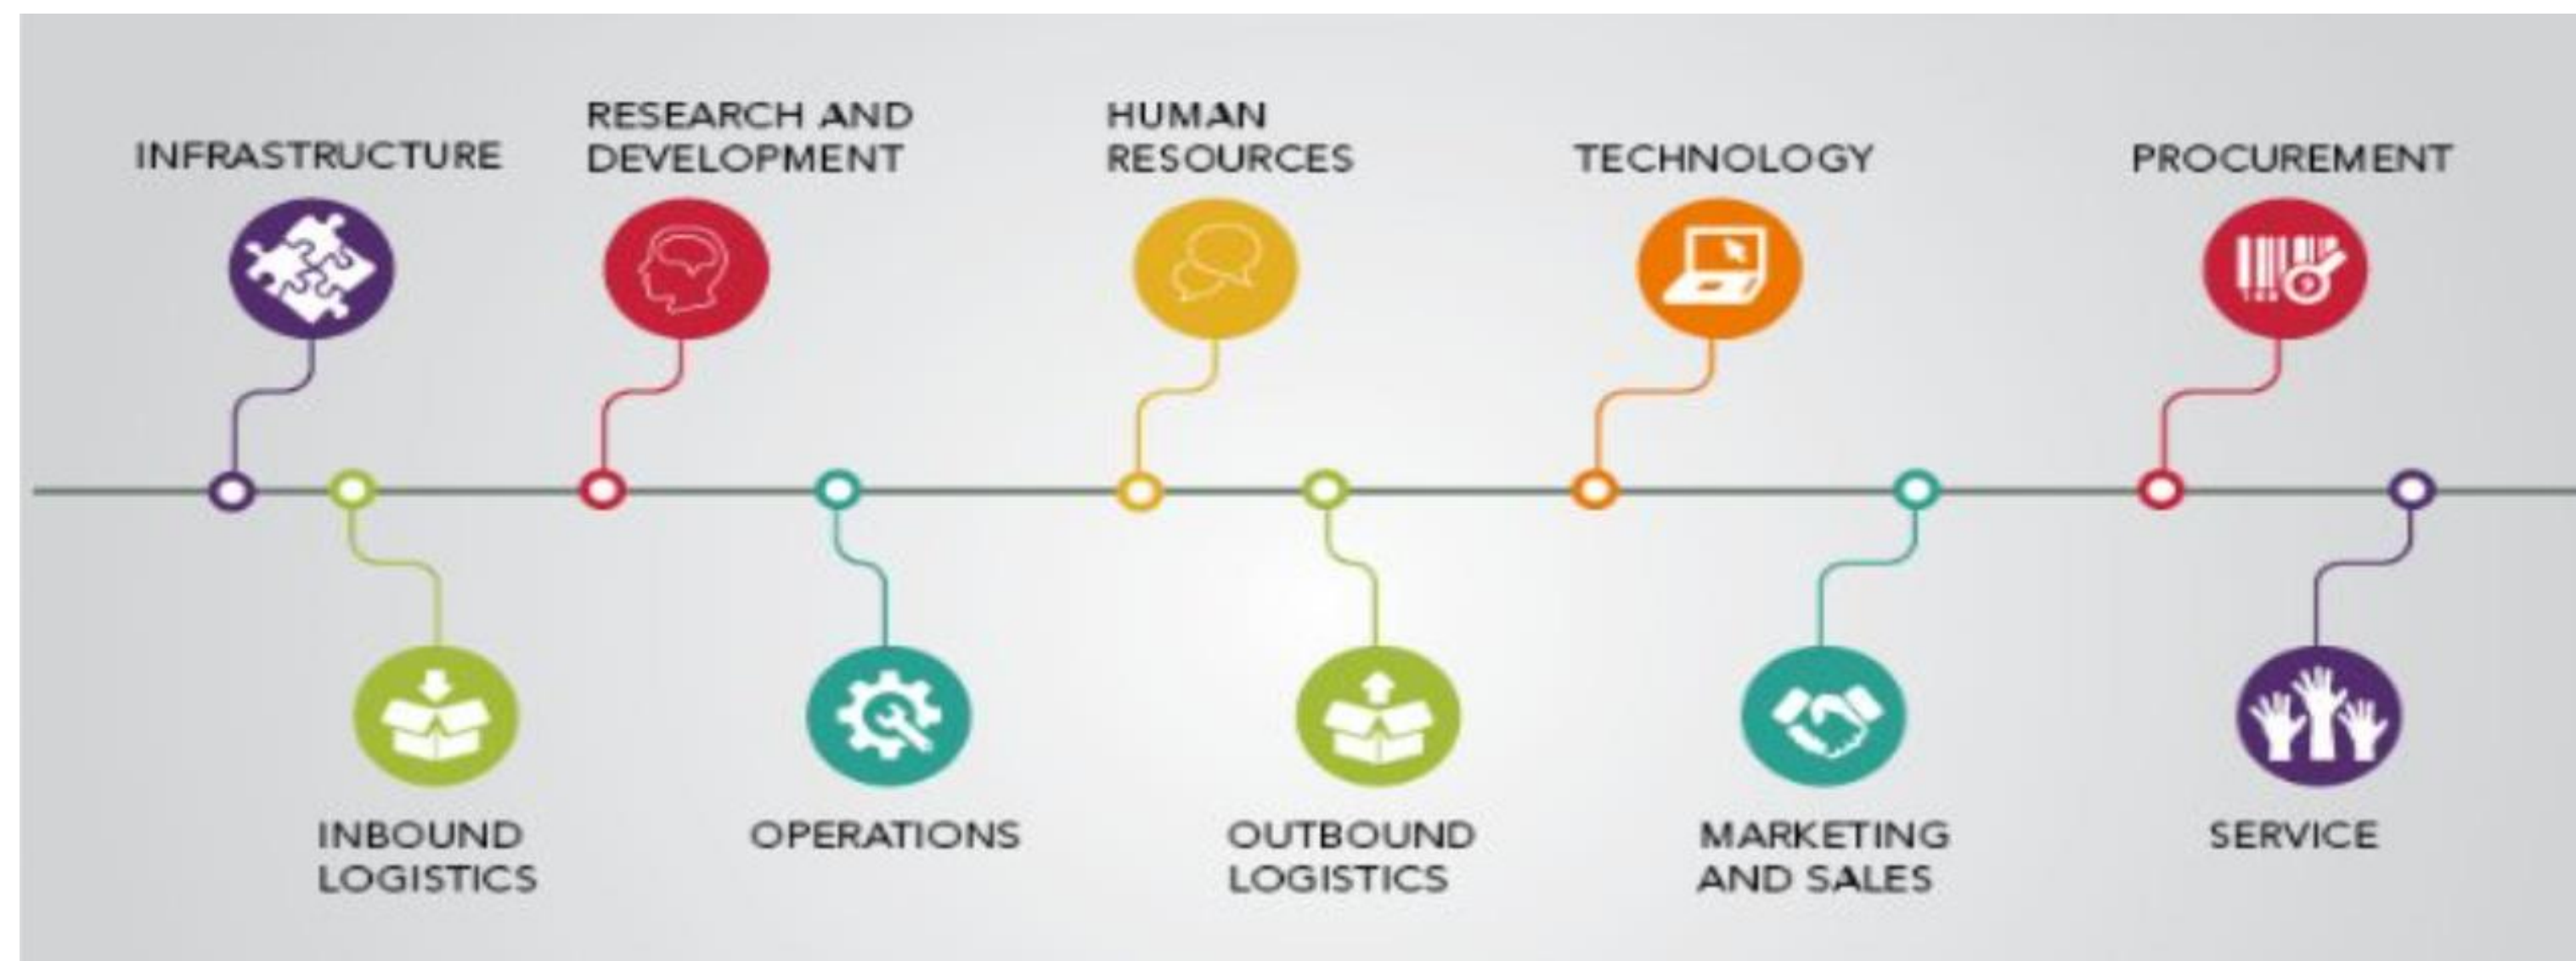 INFRASTRUCTURE
RESEARCH AND
DEVELOPMENT
HUMAN
RESOURCES
TECHNOLOGY
PROCUREMENT
INBOUND
LOGISTICS
OPERATIONS
OUTBOUND
LOGISTICS
MARKETING
AND SALES
SERVICE